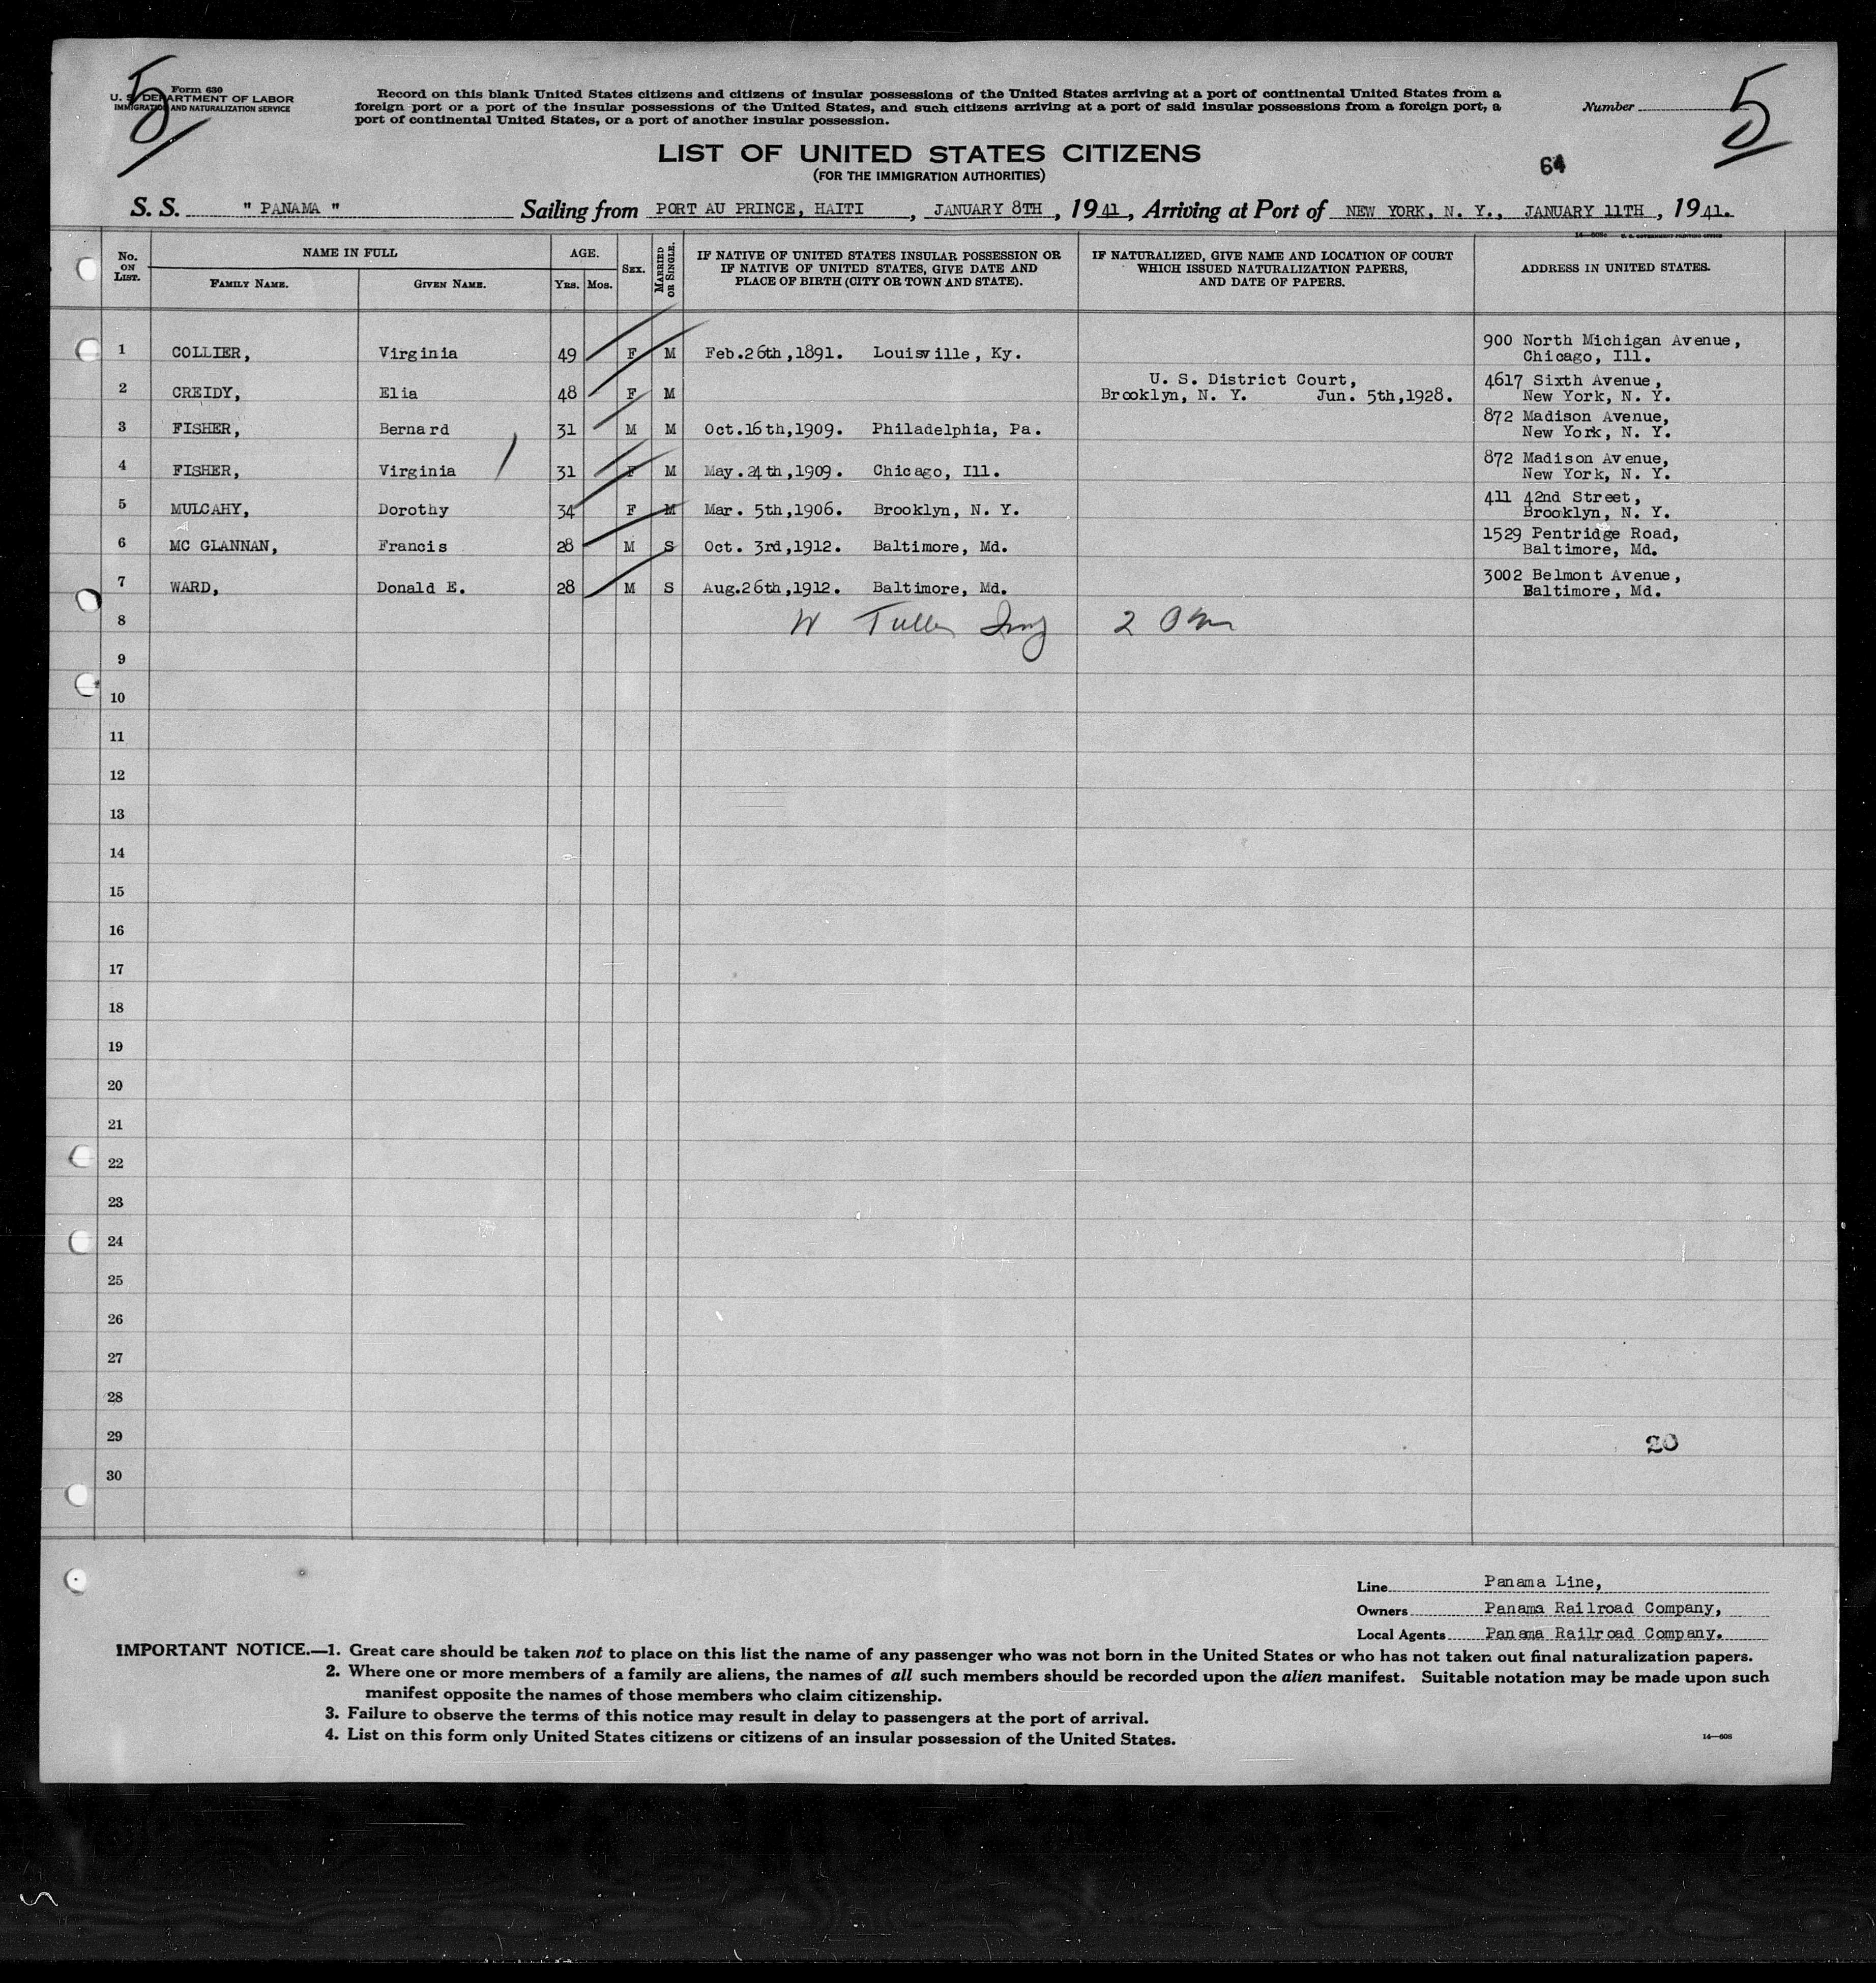 5
Form 630
U. S. DEPARTMENT OF LABOR
IMMIGRATION AND NATURALIZATION SERVICE
Record on this blank United States citizens and citizens of insular possessions of the United States arriving at a port of continental United States from a
foreign port or a port of the insular possessions of the United States, and such citizens arriving at a port of said insular possessions from a foreign port, a
port of continental United States, or a port of another insular possession.
Number
5
LIST OF UNITED STATES CITIZENS
(FOR THE IMMIGRATION AUTHORITIES)
64
S. S. " PANAMA " Sailing from PORT AU PRINCE, HAITI, JANUARY 8TH, 1941, Arriving at Port of NEW YORK, N. Y., JANUARY 11TH, 1941.
No. ON LIST. NAME IN FULL FAMILY NAME. GIVEN NAME. AGE. YRS. MOS. SEX. MARRIED OR SINGLE. IF NATIVE OF UNITED STATES INSULAR POSSESSION OR IF NATIVE OF UNITED STATES, GIVE DATE AND PLACE OF BIRTH (CITY OR TOWN AND STATE). IF NATURALIZED, GIVE NAME AND LOCATION OF COURT WHICH ISSUED NATURALIZATION PAPERS, AND DATE OF PAPERS. ADDRESS IN UNITED STATES.
1 COLLIER, Virginia 49 F M Feb.26th,1891. Louisville, Ky. 900 North Michigan Avenue, Chicago, Ill.
2 CREIDY, Elia 48 F M U. S. District Court, Brooklyn, N. Y. Jun. 5th,1928. 4617 Sixth Avenue, New York, N. Y.
3 FISHER, Bernard 31 M M Oct.16th,1909. Philadelphia, Pa. 872 Madison Avenue, New York, N. Y.
4 FISHER, Virginia 31 F M May.24th,1909. Chicago, Ill. 872 Madison Avenue, New York, N. Y.
5 MULCAHY, Dorothy 34 F M Mar. 5th,1906. Brooklyn, N. Y. 411 42nd Street, Brooklyn, N. Y.
6 MC GLANNAN, Francis 28 M S Oct. 3rd,1912. Baltimore, Md. 1529 Pentridge Road, Baltimore, Md.
7 WARD, Donald E. 28 M S Aug.26th,1912. Baltimore, Md. 3002 Belmont Avenue, Baltimore, Md.
8
9
10
11
12
13
14
15
16
17
18
19
20
21
22
23
24
25
26
27
28
29 20
30
Line Panama Line,
Owners Panama Railroad Company,
Local Agents Panama Railroad Company.
IMPORTANT NOTICE.—1. Great care should be taken not to place on this list the name of any passenger who was not born in the United States or who has not taken out final naturalization papers.
2. Where one or more members of a family are aliens, the names of all such members should be recorded upon the alien manifest. Suitable notation may be made upon such
manifest opposite the names of those members who claim citizenship.
3. Failure to observe the terms of this notice may result in delay to passengers at the port of arrival.
4. List on this form only United States citizens or citizens of an insular possession of the United States.
14—608